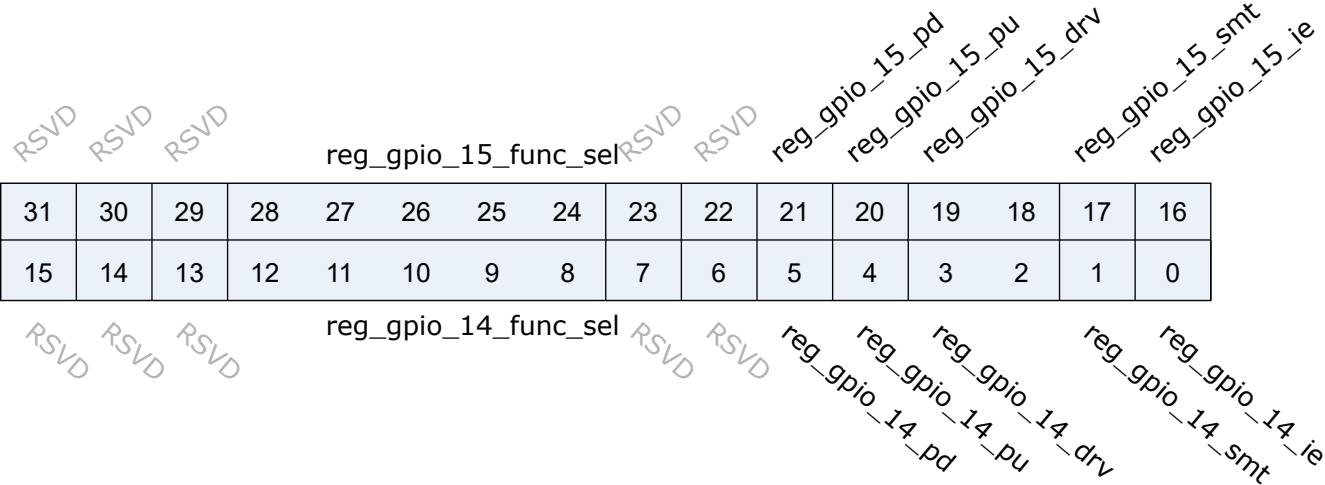 RSVD RSVD RSVD reg_gpio_15_func_sel RSVD RSVD reg_gpio_15_pd reg_gpio_15_pu reg_gpio_15_drv reg_gpio_15_smt reg_gpio_15_ie
31 30 29 28 27 26 25 24 23 22 21 20 19 18 17 16
15 14 13 12 11 10 9 8 7 6 5 4 3 2 1 0
RSVD RSVD RSVD reg_gpio_14_func_sel RSVD RSVD reg_gpio_14_pd reg_gpio_14_pu reg_gpio_14_drv reg_gpio_14_smt reg_gpio_14_ie